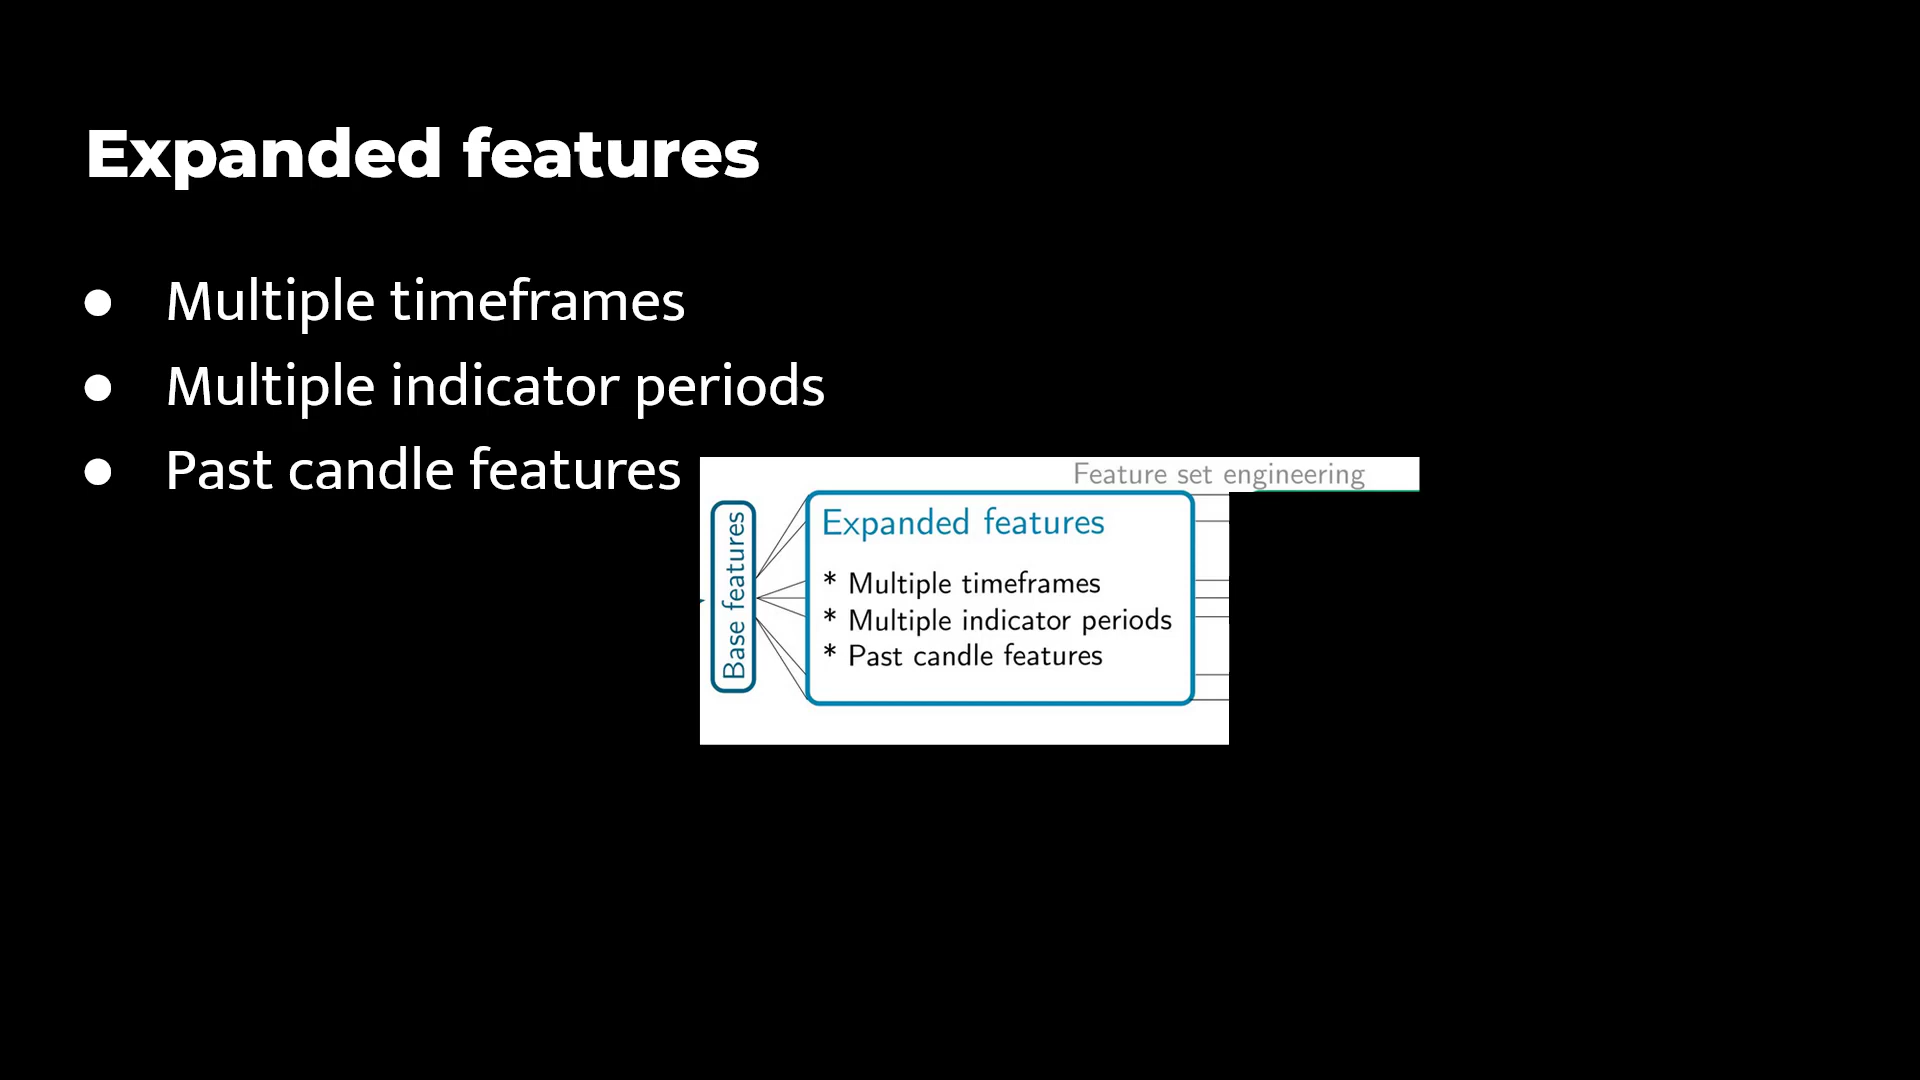 Expanded features
● Multiple timeframes
● Multiple indicator periods
● Past candle features
Feature set engineering
Base features
Expanded features
* Multiple timeframes
* Multiple indicator periods
* Past candle features